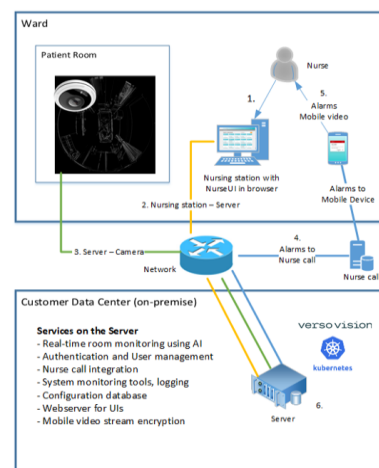 Ward
Patient Room
Nurse
1.
5.
Alarms
Mobile video
Nursing station with
NurseUI in browser
2. Nursing station – Server
Alarms to
Mobile Device
3. Server – Camera
4.
Alarms to
Nurse call
Network
Nurse call
Customer Data Center (on-premise)
Services on the Server
- Real-time room monitoring using AI
- Authentication and User management
- Nurse call integration
- System monitoring tools, logging
- Configuration database
- Webserver for UIs
- Mobile video stream encryption
verso vision
kubernetes
6.
Server